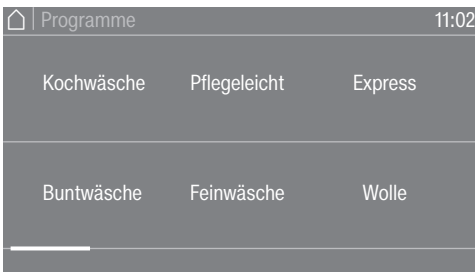 Programme 11:02
Kochwäsche Pflegeleicht Express
Buntwäsche Feinwäsche Wolle